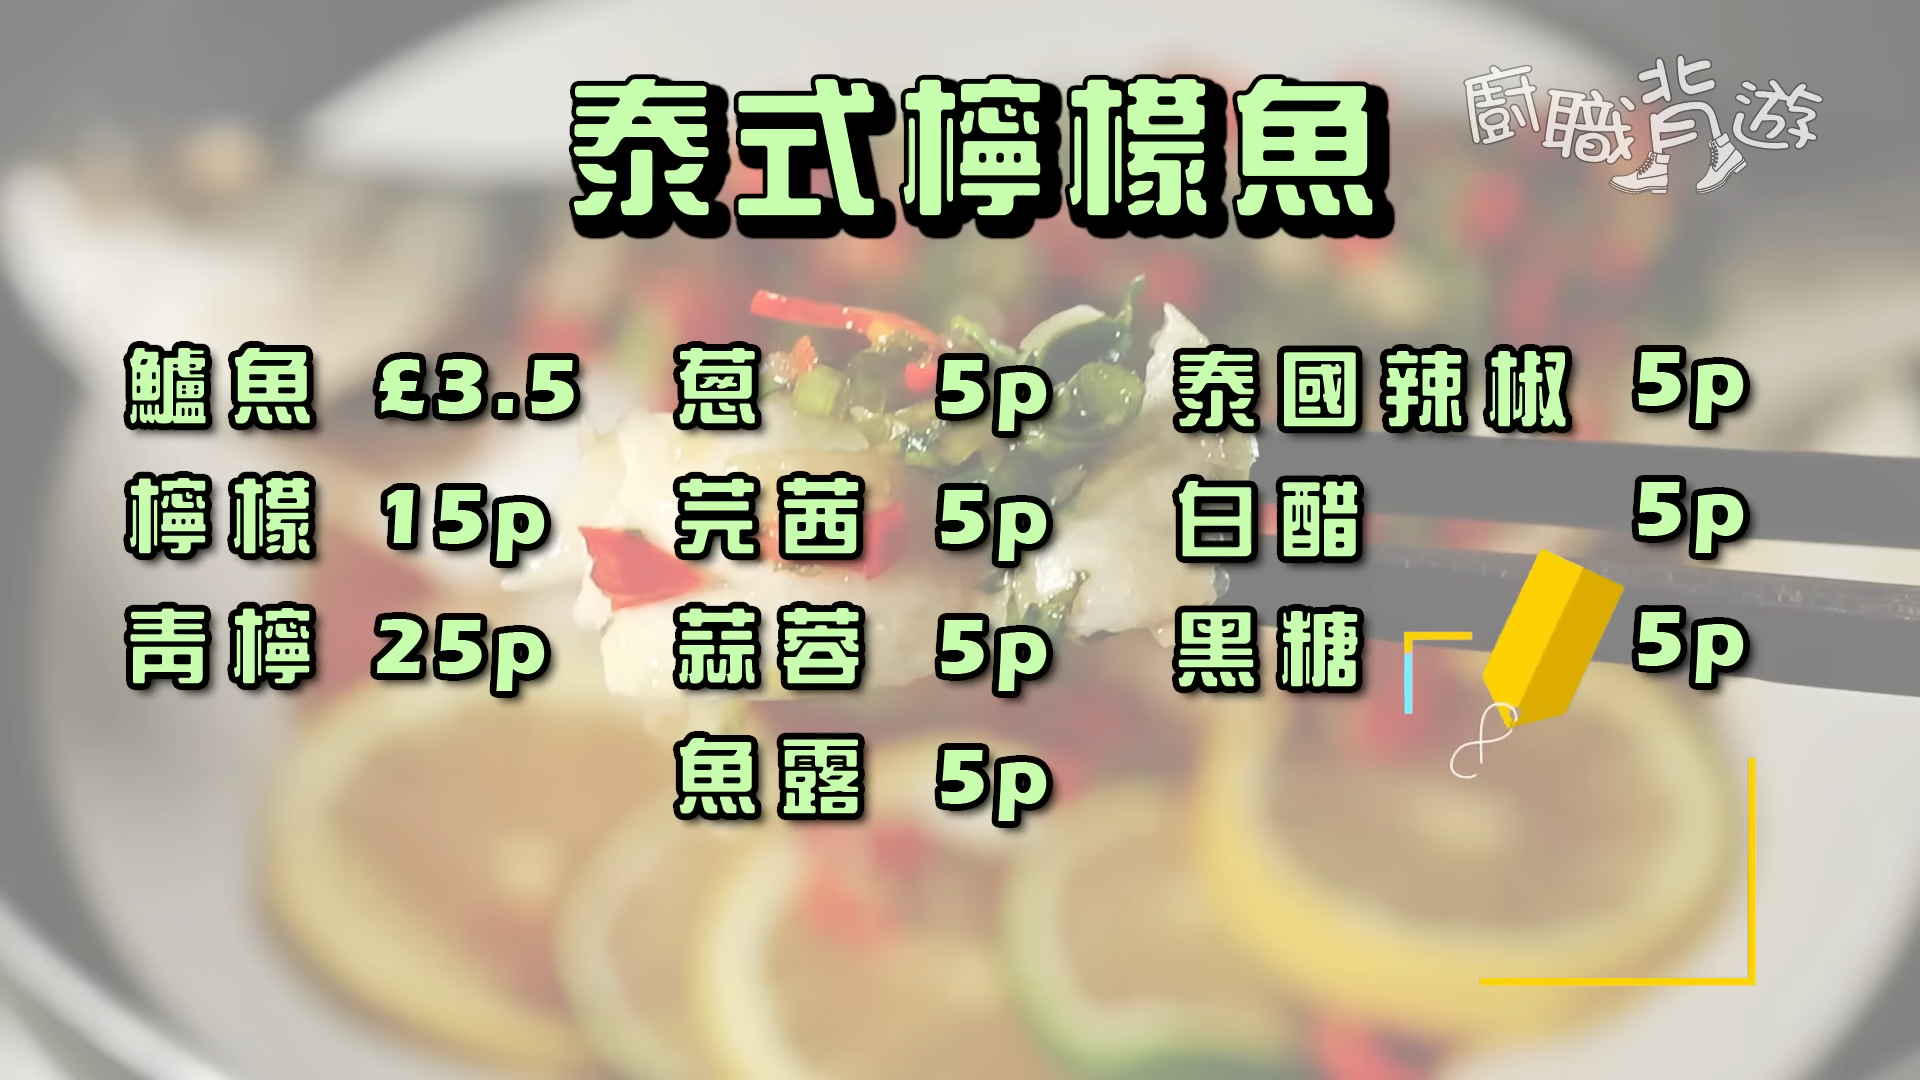 泰式檸檬魚
廚職背遊
鱸魚 £3.5
檸檬 15p
青檸 25p
蔥 5p
芫茜 5p
蒜蓉 5p
魚露 5p
泰國辣椒 5p
白醋 5p
黑糖 5p